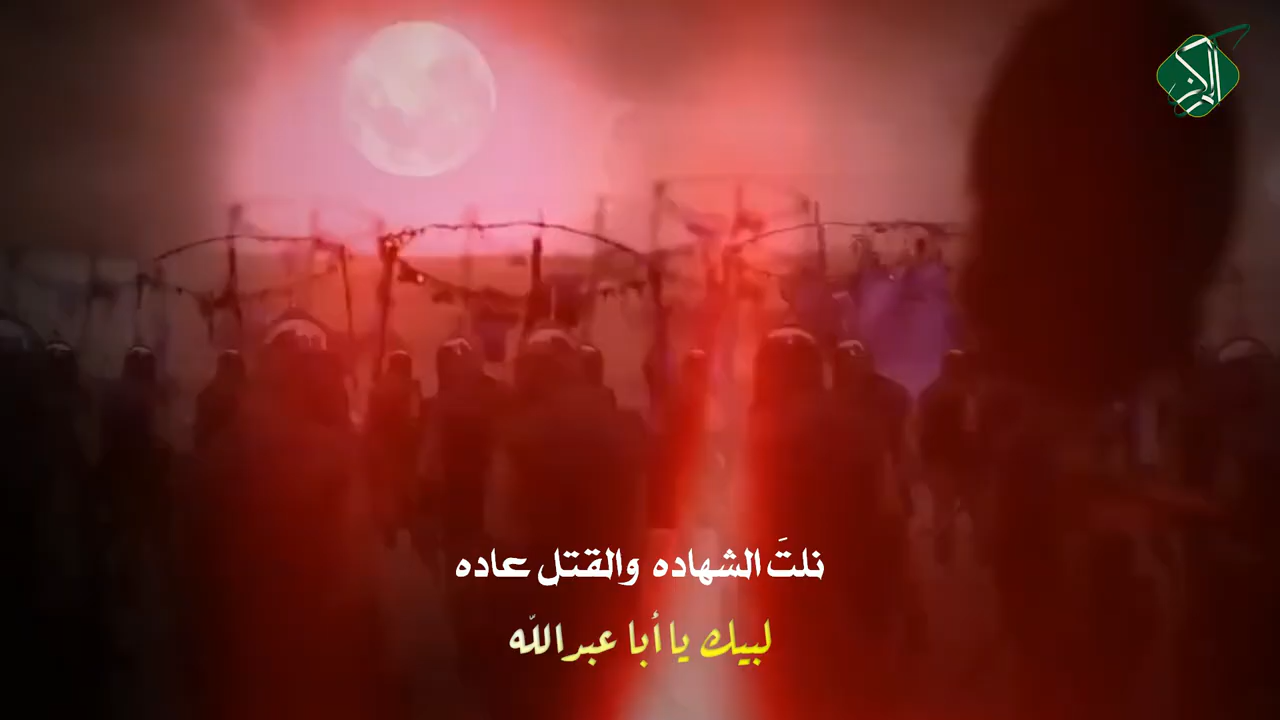 نلتَ الشهاده والقتل عاده
لبيك يا أبا عبدالله